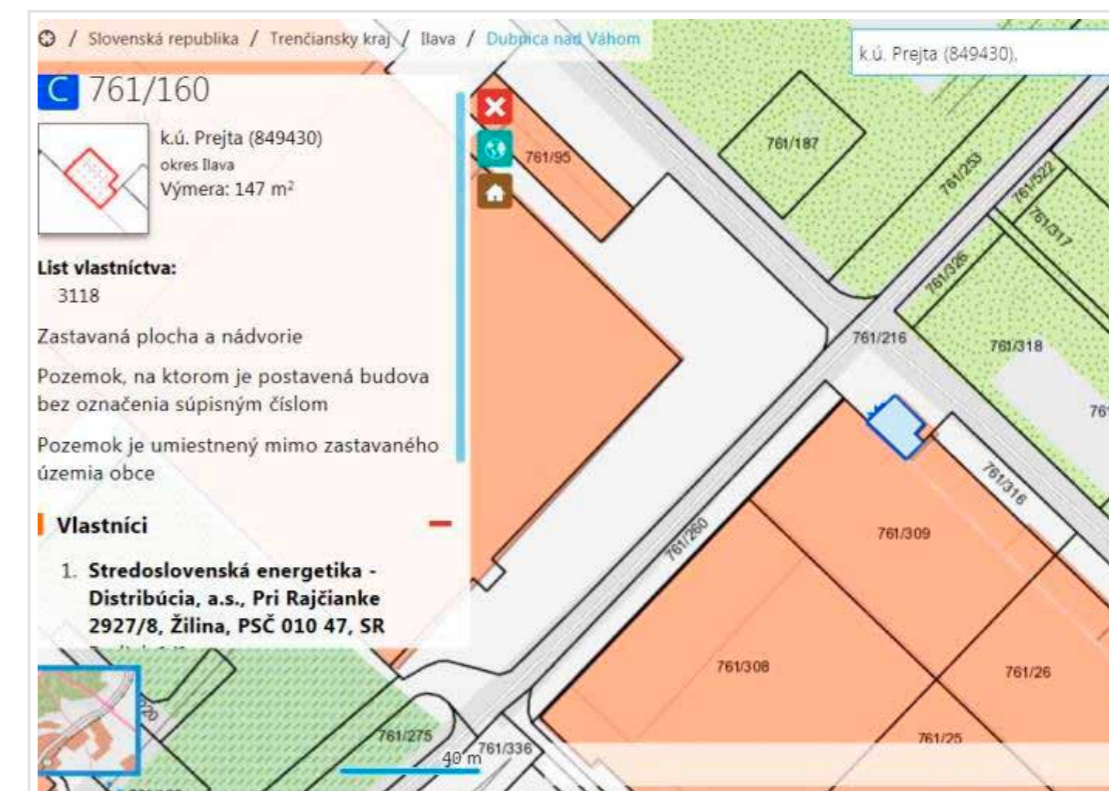 / Slovenská republika / Trenčiansky kraj / Ilava / Dubnica nad Váhom
k.ú. Prejta (849430),
C 761/160
k.ú. Prejta (849430)
okres Ilava
Výmera: 147 m²
List vlastníctva:
3118
Zastavaná plocha a nádvorie
Pozemok, na ktorom je postavená budova
bez označenia súpisným číslom
Pozemok je umiestnený mimo zastavaného
územia obce
Vlastníci
1. Stredoslovenská energetika -
Distribúcia, a.s., Pri Rajčianke
2927/8, Žilina, PSČ 010 47, SR
761/95
761/187
761/253
761/522
761/317
761/326
761/216
761/318
761/316
761/309
761/260
761/308
761/26
761/25
761/275
761/336
40 m